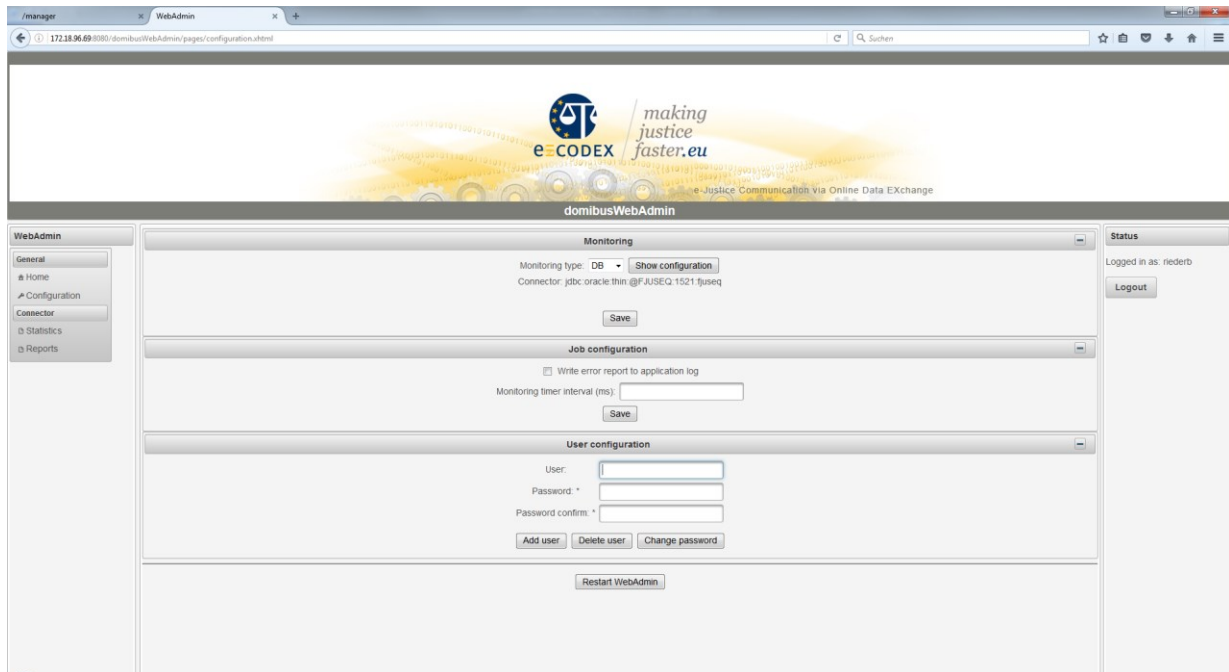 /manager
WebAdmin
172.18.96.69:8080/domibusWebAdmin/pages/configuration.xhtml
Suchen
e-CODEX
making
justice
faster.eu
e-Justice Communication via Online Data EXchange
domibusWebAdmin
WebAdmin
General
Home
Configuration
Connector
Statistics
Reports
Monitoring
Monitoring type: DB Show configuration
Connector: jdbc:oracle:thin:@FJUSEQ:1521:fjuseq
Save
Job configuration
Write error report to application log
Monitoring timer interval (ms):
Save
User configuration
User:
Password: *
Password confirm: *
Add user Delete user Change password
Restart WebAdmin
Status
Logged in as: riederb
Logout